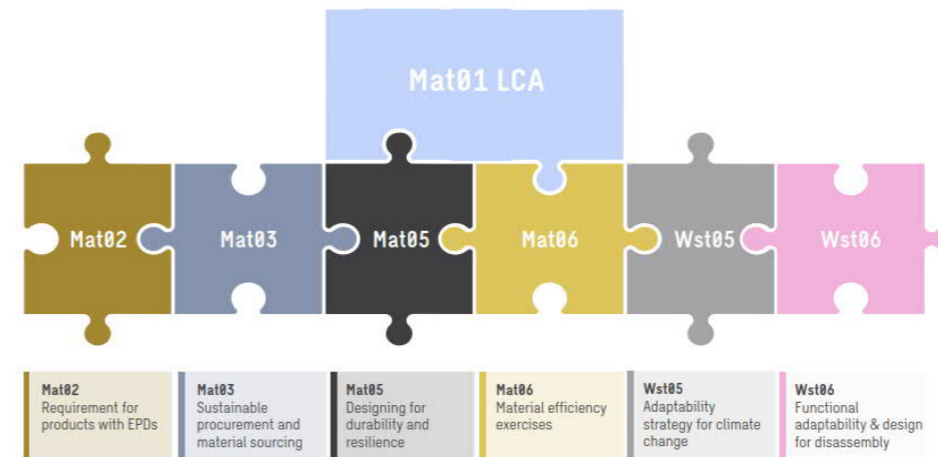 Mat01 LCA
Mat02
Mat03
Mat05
Mat06
Wst05
Wst06
Mat02
Requirement for
products with EPDs
Mat03
Sustainable
procurement and
material sourcing
Mat05
Designing for
durability and
resilience
Mat06
Material efficiency
exercises
Wst05
Adaptability
strategy for climate
change
Wst06
Functional
adaptability & design
for disassembly